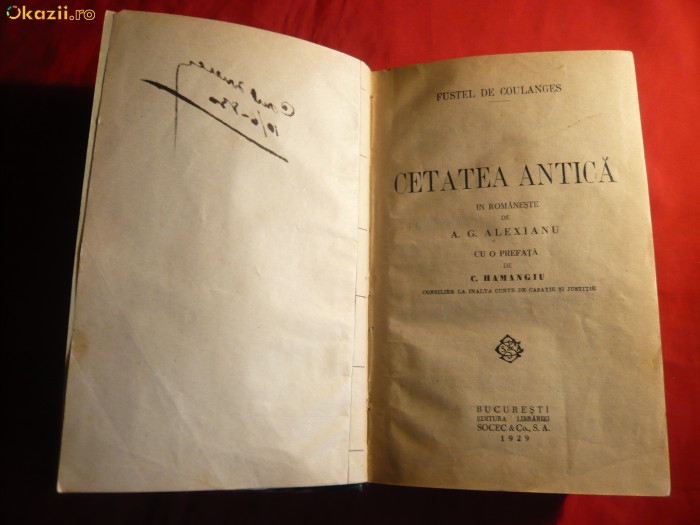 Okazii.ro
FUSTEL DE COULANGES
CETATEA ANTICĂ
IN ROMÂNEȘTE
DE
A. G. ALEXIANU
CU O PREFAȚĂ
DE
C. HAMANGIU
CONSILIER LA INALTA CURTE DE CASAȚIE ȘI JUSTIȚIE
BUCUREȘTI
EDITURA LIBRĂRIEI
SOCEC & Co., S. A.
1929